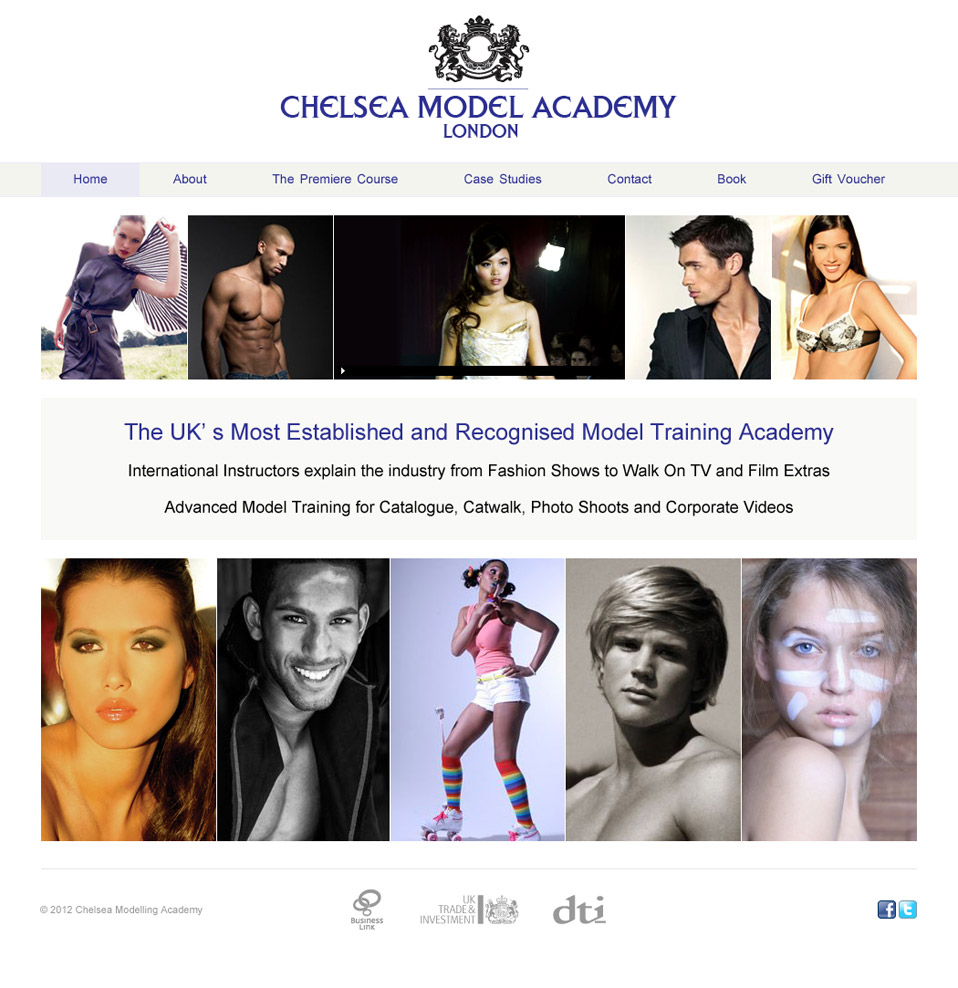 CHELSEA MODEL ACADEMY
LONDON
Home About The Premiere Course Case Studies Contact Book Gift Voucher
The UK’ s Most Established and Recognised Model Training Academy
International Instructors explain the industry from Fashion Shows to Walk On TV and Film Extras
Advanced Model Training for Catalogue, Catwalk, Photo Shoots and Corporate Videos
© 2012 Chelsea Modelling Academy
Business
Link
UK
TRADE &
INVESTMENT
dti
f t